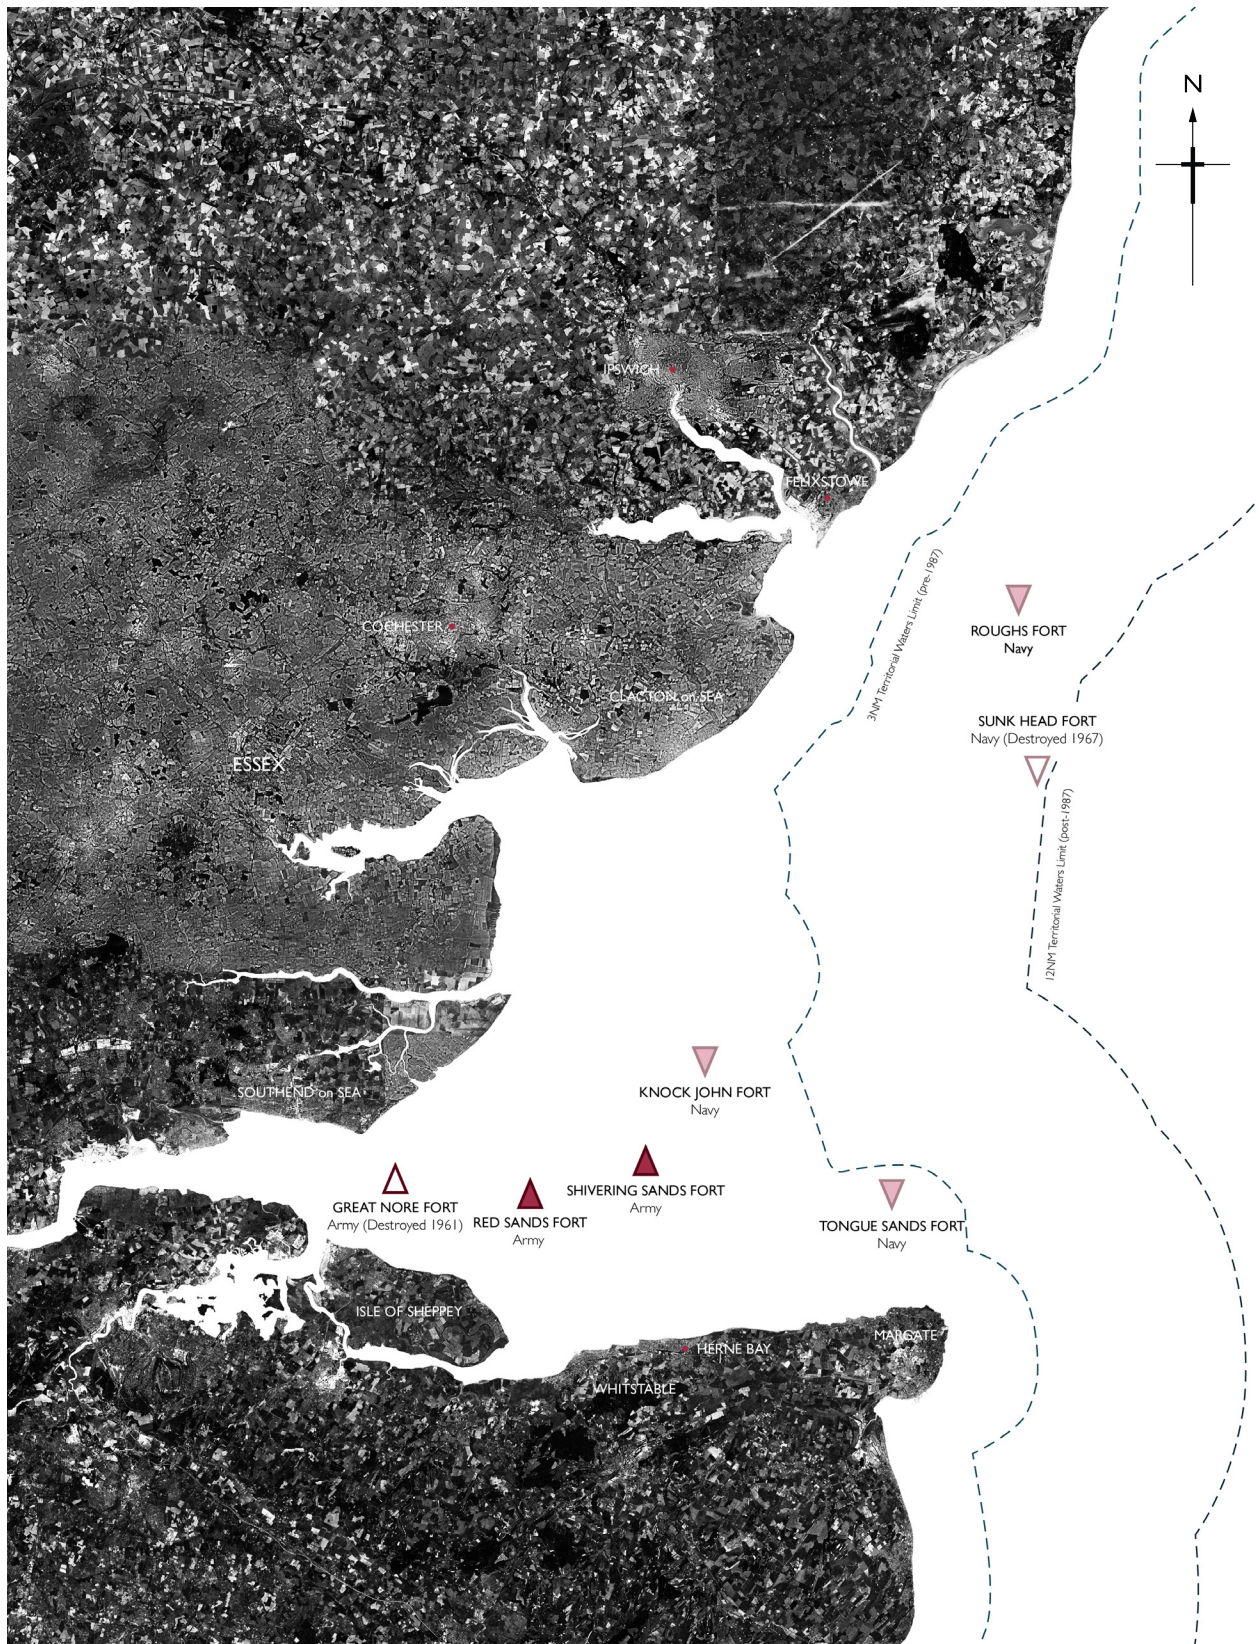 N
IPSWICH
FELIXSTOWE
3NM Territorial Waters Limit (pre-1987)
ROUGHS FORT
Navy
COCHESTER
CLACTON on SEA
SUNK HEAD FORT
Navy (Destroyed 1967)
ESSEX
12NM Territorial Waters Limit (post-1987)
KNOCK JOHN FORT
Navy
SOUTHEND on SEA
SHIVERING SANDS FORT
Army
GREAT NORE FORT
Army (Destroyed 1961)
RED SANDS FORT
Army
TONGUE SANDS FORT
Navy
ISLE OF SHEPPEY
MARGATE
HERNE BAY
WHITSTABLE